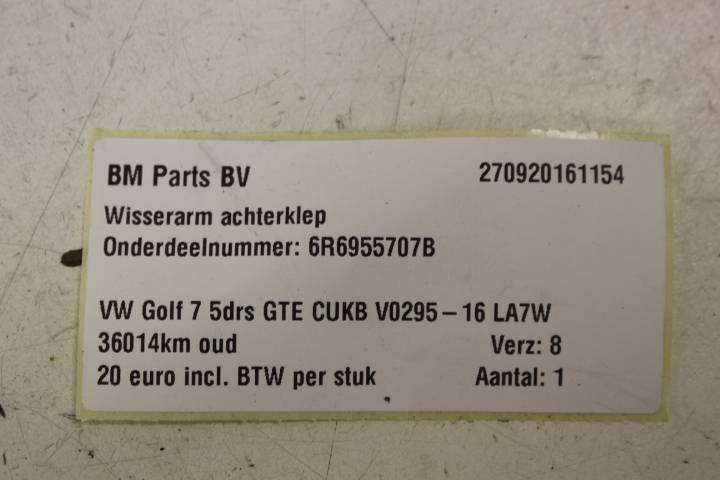 BM Parts BV 270920161154
Wisserarm achterklep
Onderdeelnummer: 6R6955707B
VW Golf 7 5drs GTE CUKB V0295-16 LA7W
36014km oud Verz: 8
20 euro incl. BTW per stuk Aantal: 1